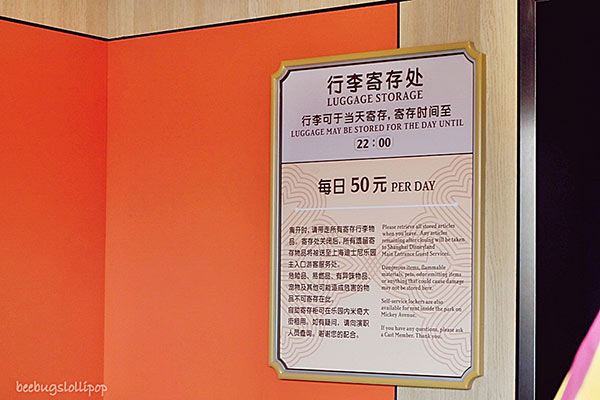 行李寄存处
LUGGAGE STORAGE
行李可于当天寄存，寄存时间至
LUGGAGE MAY BE STORED FOR THE DAY UNTIL
22：00
每日 50 元 PER DAY
离开时，请带走所有寄存行李物
品。寄存处关闭后，所有遗留寄
存物品将被送至上海迪士尼乐园
主入口游客服务处。
危险品、易燃品、有异味物品、
宠物及其他可能造成危害的物
品不可寄存在此。
自助寄存柜可在乐园内米奇大
街租用。如有疑问，请向演职
人员查询。谢谢您的配合。
Please retrieve all stored articles
when you leave. Any articles
remaining after closing will be taken
to Shanghai Disneyland
Main Entrance Guest Services.
Dangerous items, flammable
materials, pets, odor emitting items
or anything that could cause damage
may not be stored here.
Self-service lockers are also
available for rent inside the park on
Mickey Avenue.
If you have any questions, please ask
a Cast Member. Thank you.
beebugslollipop